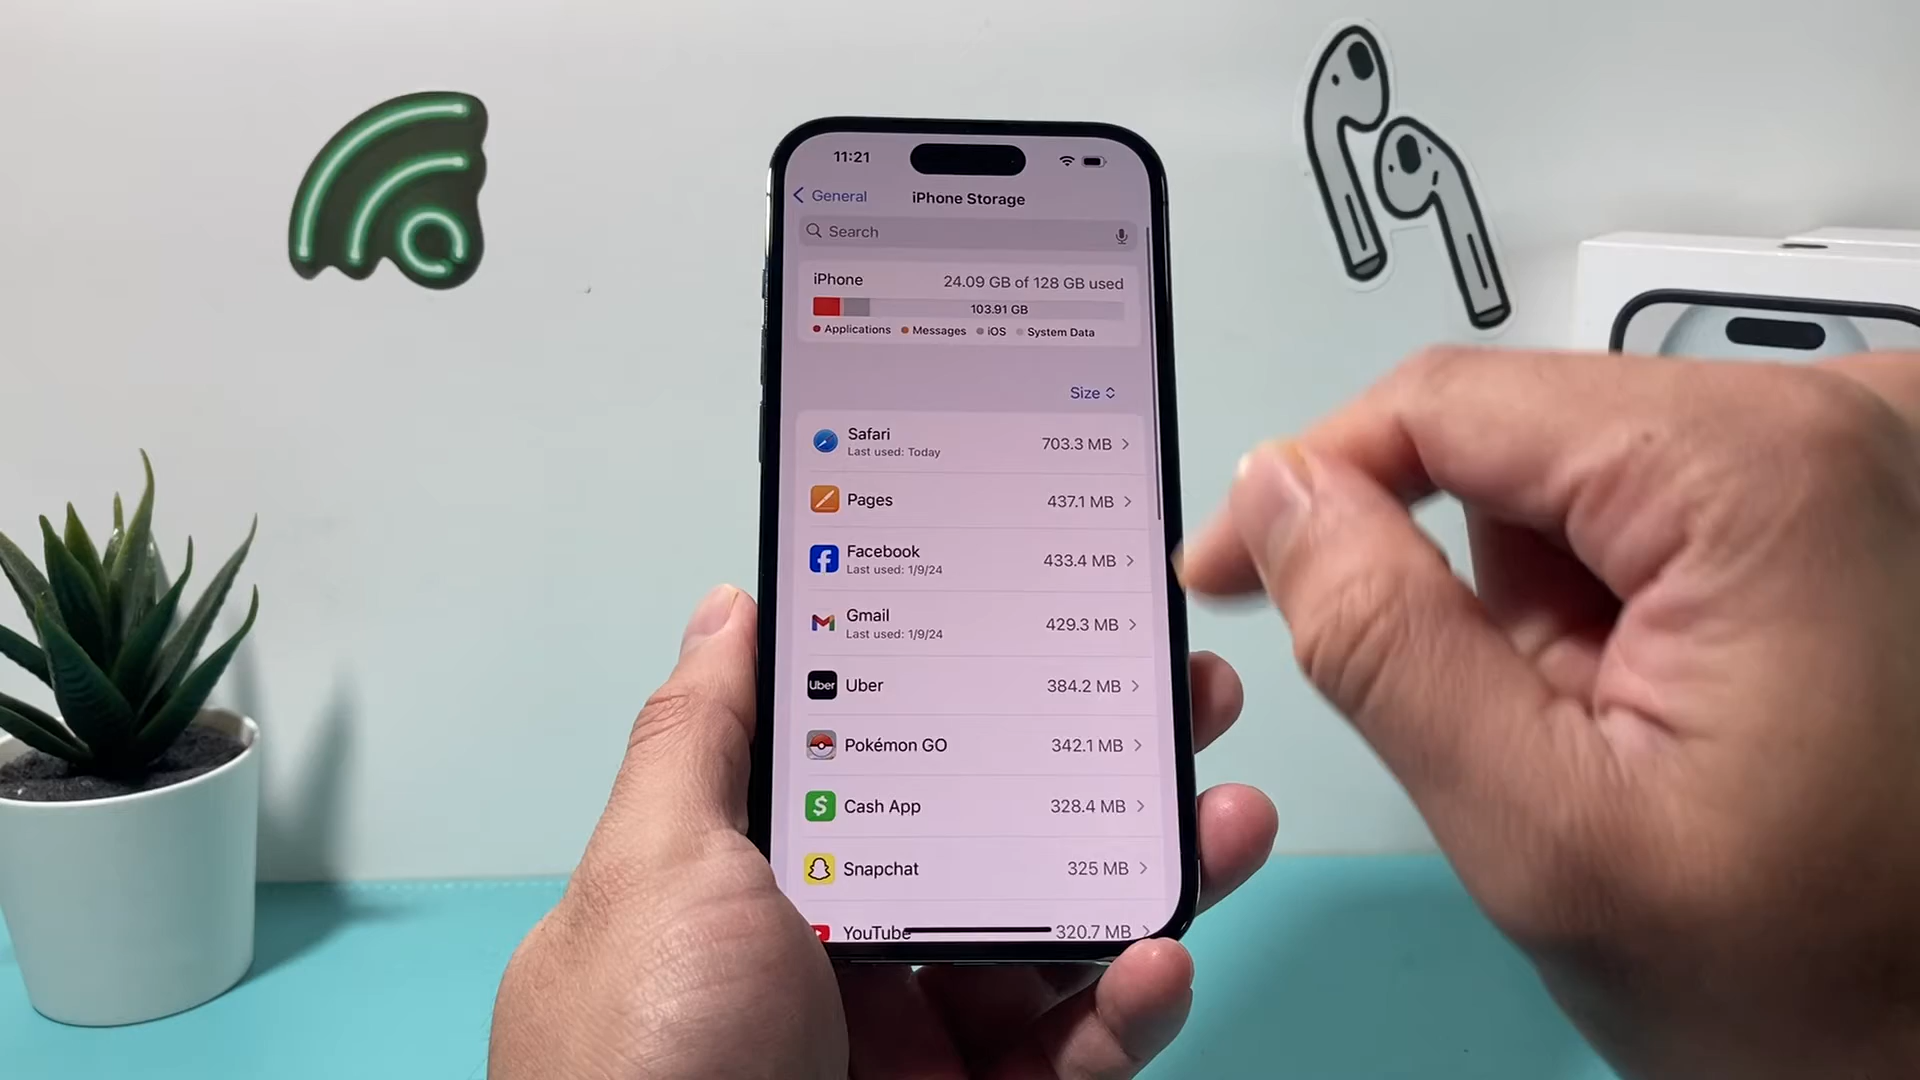 11:21
General
iPhone Storage
Search
iPhone
24.09 GB of 128 GB used
103.91 GB
Applications Messages iOS System Data
Size
Safari
Last used: Today
703.3 MB
Pages
437.1 MB
Facebook
Last used: 1/9/24
433.4 MB
Gmail
Last used: 1/9/24
429.3 MB
Uber
Uber
384.2 MB
Pokémon GO
342.1 MB
Cash App
328.4 MB
Snapchat
325 MB
YouTube
320.7 MB